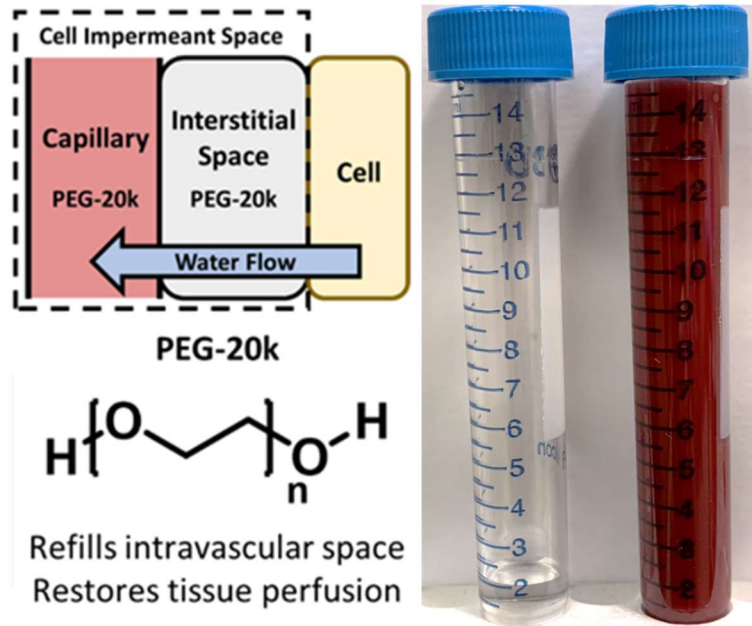 Cell Impermeant Space
Capillary
PEG-20k
Interstitial
Space
PEG-20k
Cell
Water Flow
PEG-20k
H{O
}n
O
H
Refills intravascular space
Restores tissue perfusion
14
13
12
11
10
9
8
7
6
5
4
3
2
14
13
12
11
10
9
8
7
6
5
4
3
2